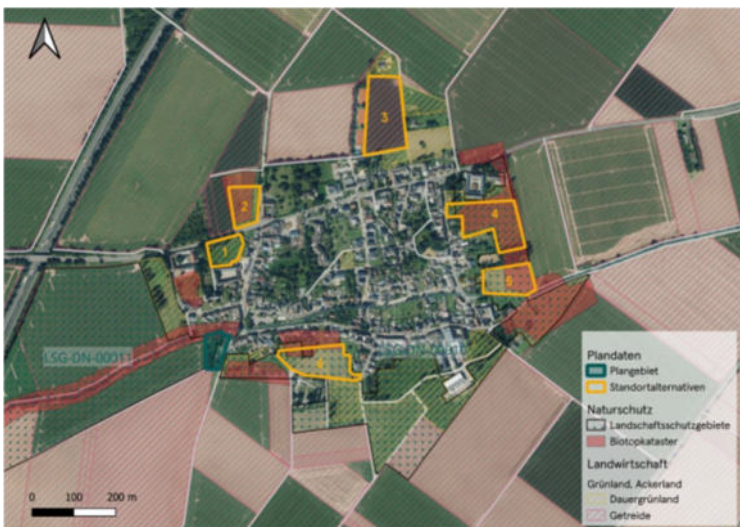 3
2
4
1
5
LSG-DN-00011
Plandaten
Plangebiet
Standortalternativen
Naturschutz
Landschaftsschutzgebiete
Biotopkataster
Landwirtschaft
Grünland, Ackerland
Dauergrünland
Getreide
0 100 200 m